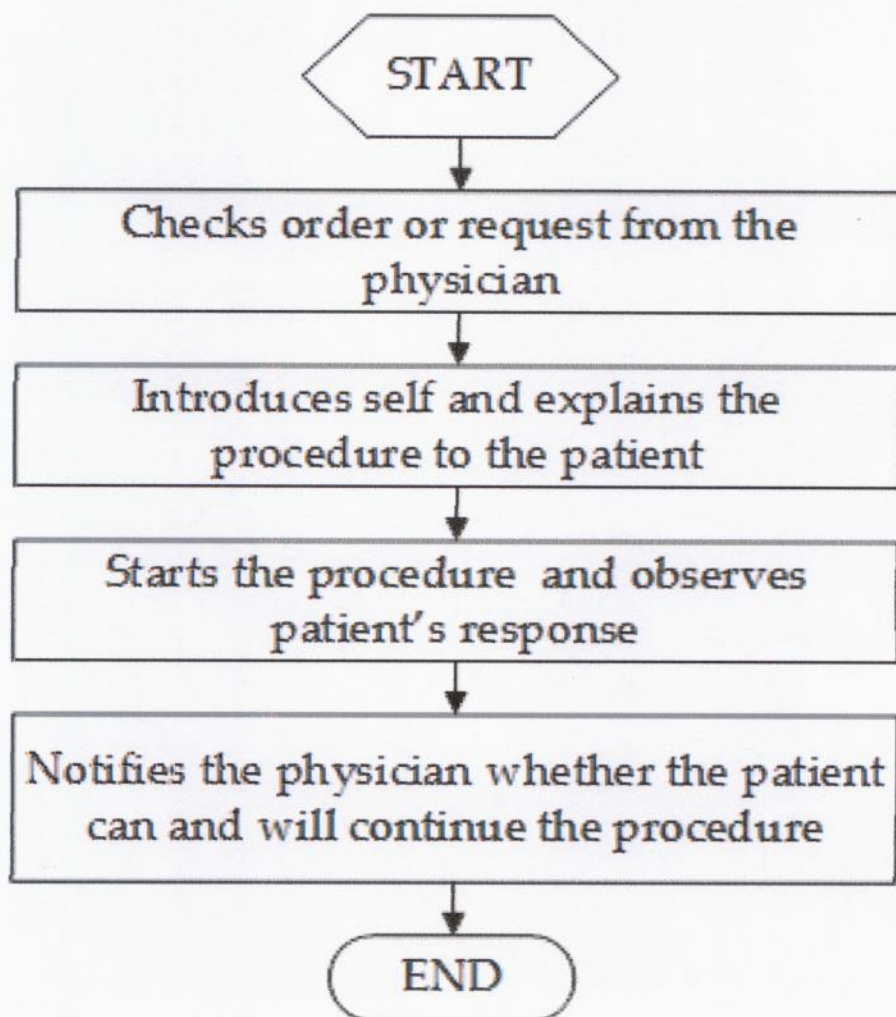 START
Checks order or request from the
physician
Introduces self and explains the
procedure to the patient
Starts the procedure and observes
patient's response
Notifies the physician whether the patient
can and will continue the procedure
END